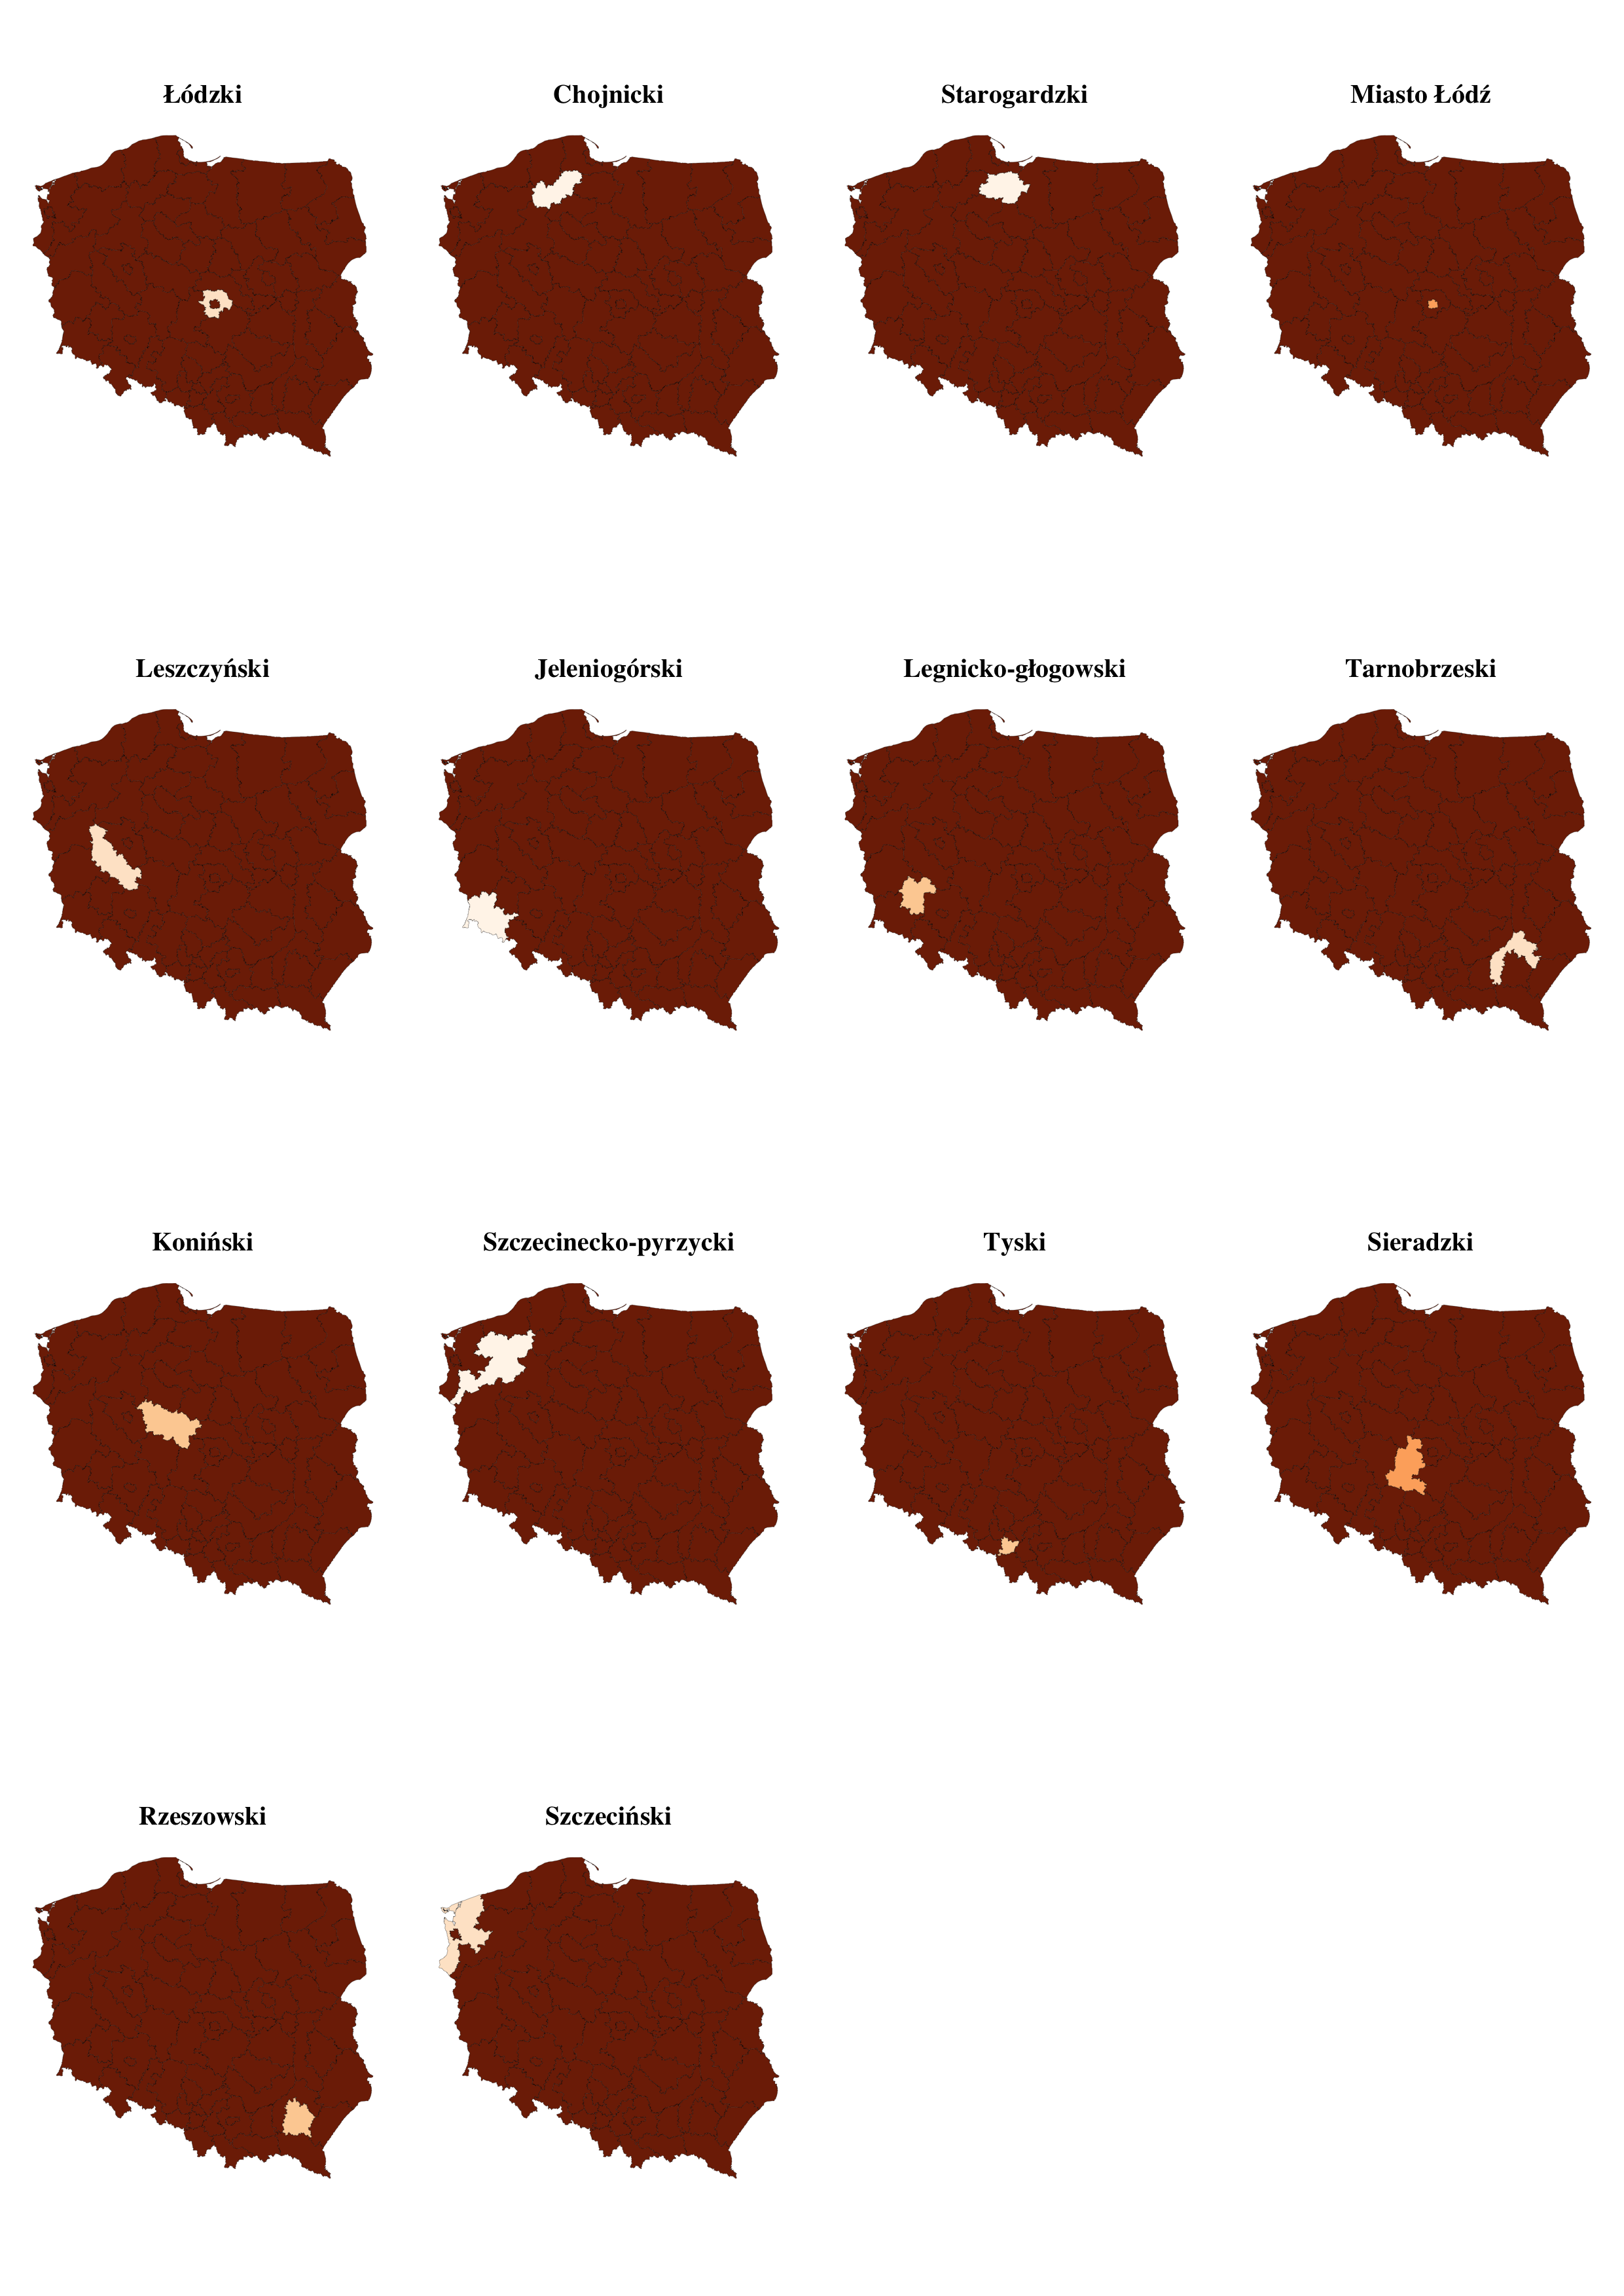 Łódzki
Chojnicki
Starogardzki
Miasto Łódź
Leszczyński
Jeleniogórski
Legnicko-głogowski
Tarnobrzeski
Koniński
Szczecinecko-pyrzycki
Tyski
Sieradzki
Rzeszowski
Szczeciński